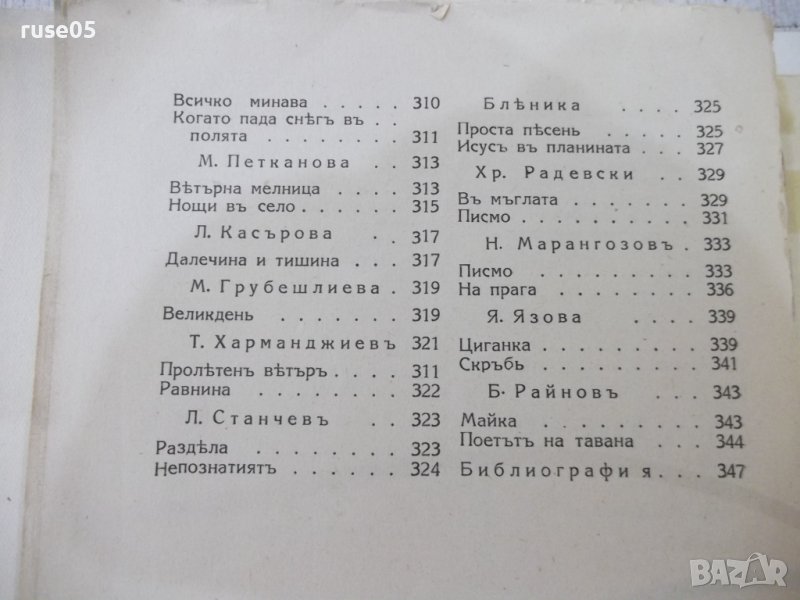 ruse05
Всичко минава . . . . . 310
Когато пада снѣгъ въ . .
полята . . . . . . . 311
М. Петканова . . 313
Вѣтърна мелница . . . . 313
Нощи въ село . . . . . . 315
Л. Касърова . . 317
Далечина и тишина . . . 317
М. Грубешлиева . 319
Великдень . . . . . . . 319
Т. Харманджиевъ 321
Пролѣтенъ вѣтъръ . . . . 311
Равнина . . . . . . . . 322
Л. Станчевъ . . 323
Раздѣла . . . . . . . . 323
Непознатиятъ . . . . . . 324
Блѣника . . . . 325
Проста пѣсень . . . . . 325
Исусъ въ планината . . . 327
Хр. Радевски . . 329
Въ мъглата . . . . . . . 329
Писмо . . . . . . . . . 331
Н. Марангозовъ . 333
Писмо . . . . . . . . 333
На прага . . . . . . . . 336
Я. Язова . . . . 339
Циганка . . . . . . . . 339
Скръбь . . . . . . . . . 341
Б. Райновъ . . 343
Майка . . . . . . . . 343
Поетътъ на тавана . . . 344
Библиография . . . 347
BAZAR